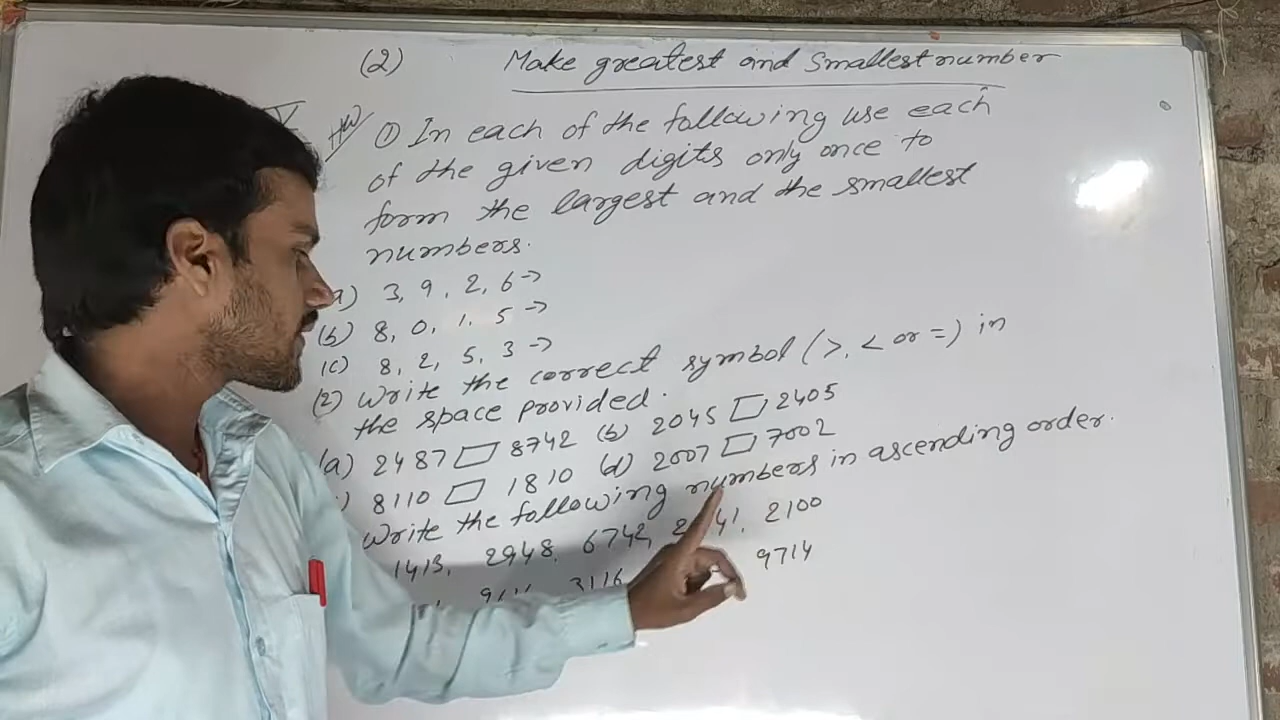 (2) Make greatest and Smallest number
HW ① In each of the following use each
of the given digits only once to
form the largest and the smallest
numbers.
a) 3, 9, 2, 6→
(b) 8, 0, 1, 5→
(c) 8, 2, 5, 3→
(2) Write the correct symbol (>, < or =) in
the space provided.
(a) 2487 □ 8742 (b) 2045 □ 2405
) 8110 □ 1810 (d) 2007 □ 7002
Write the following numbers in ascending order.
1413, 2948, 6742, 2100
3116 9714